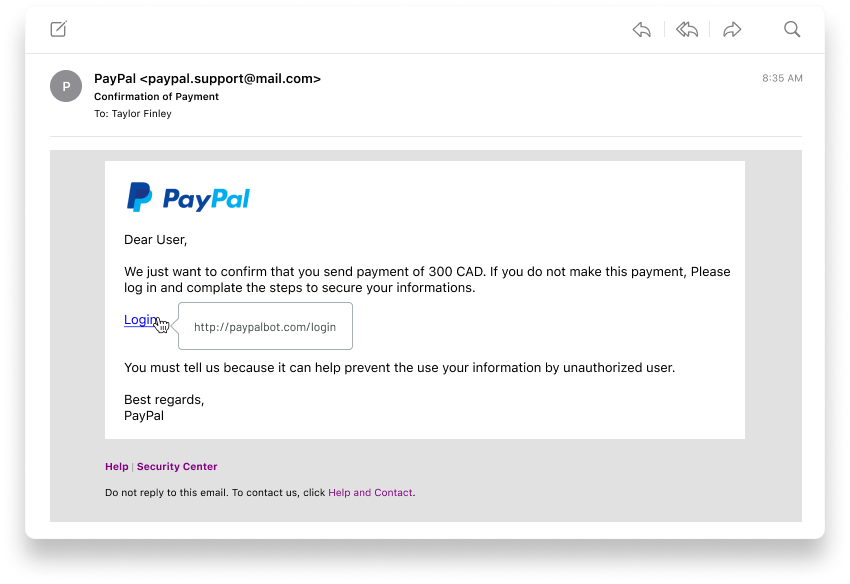 8:35 AM
P
PayPal <paypal.support@mail.com>
Confirmation of Payment
To: Taylor Finley
PayPal
Dear User,
We just want to confirm that you send payment of 300 CAD. If you do not make this payment, Please
log in and complate the steps to secure your informations.
Login
http://paypalbot.com/login
You must tell us because it can help prevent the use your information by unauthorized user.
Best regards,
PayPal
Help | Security Center
Do not reply to this email. To contact us, click Help and Contact.